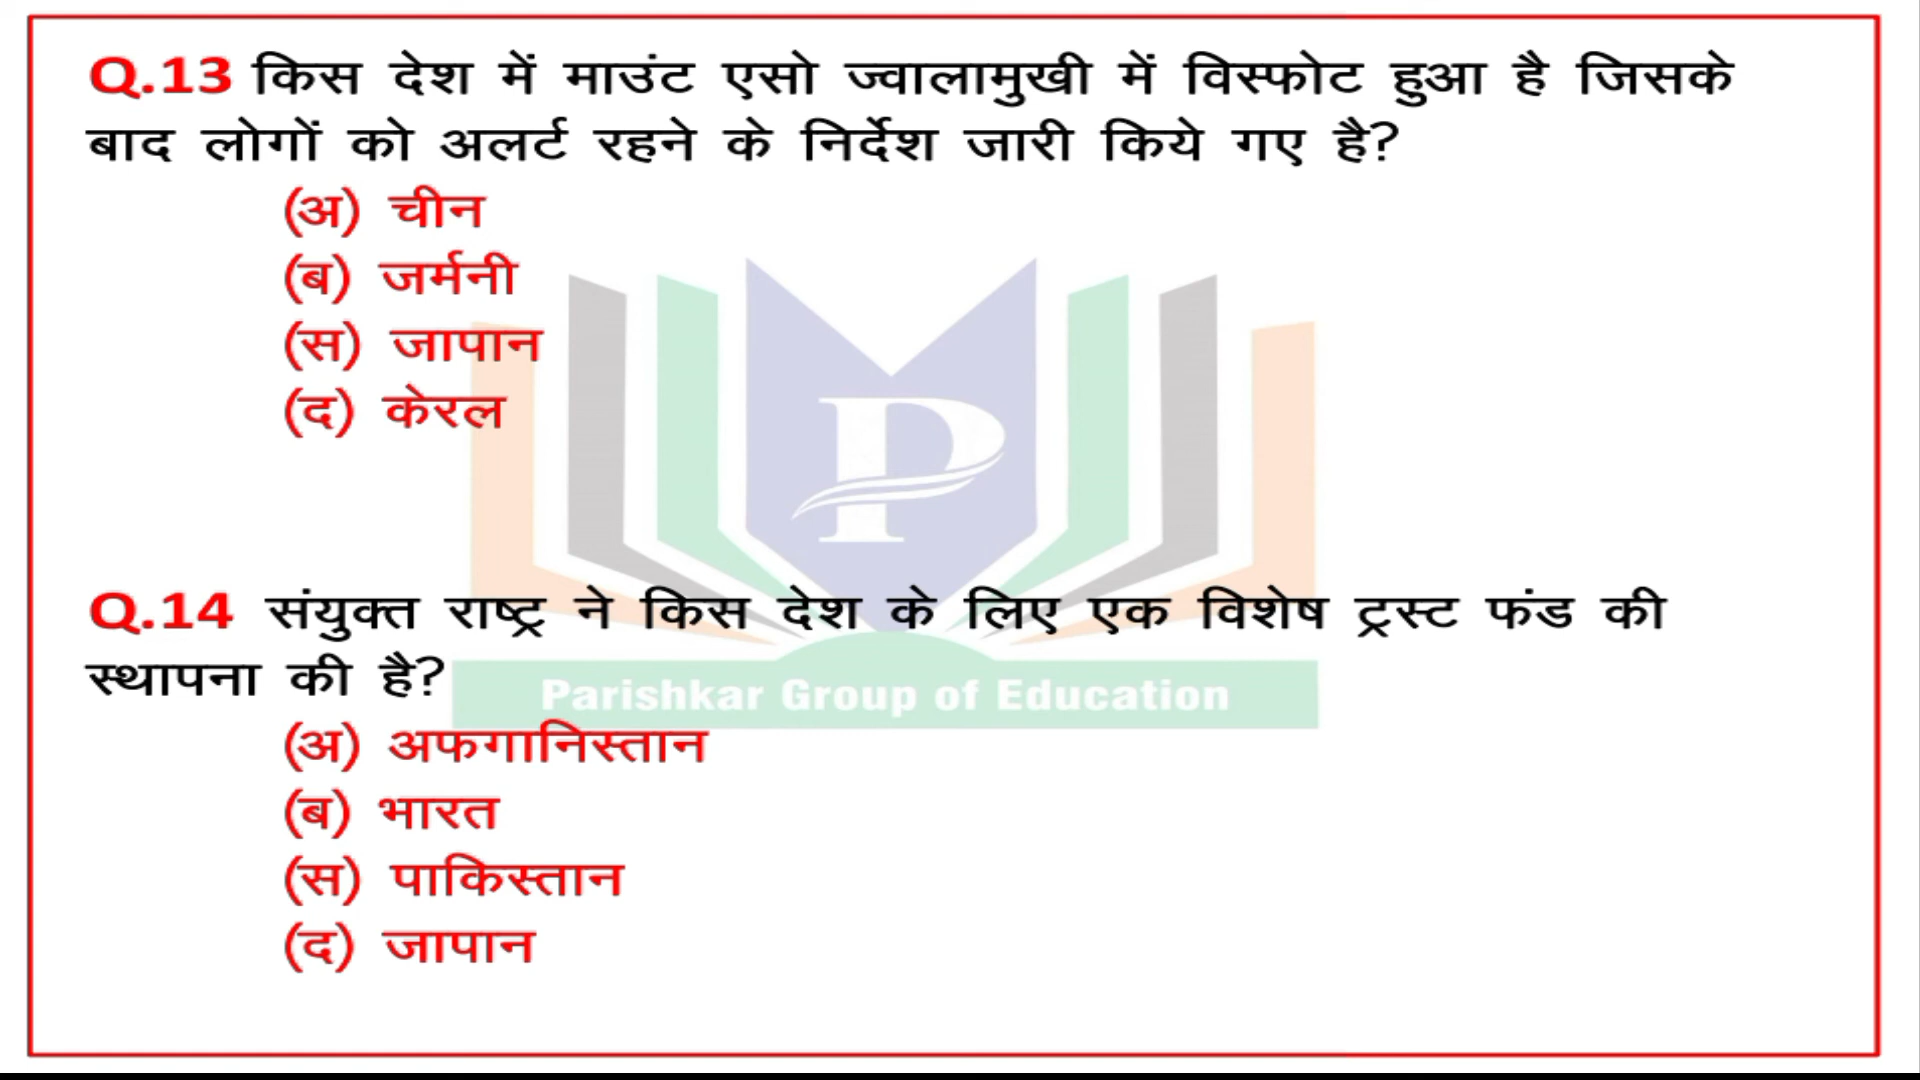 Q.13 किस देश में माउंट एसो ज्वालामुखी में विस्फोट हुआ है जिसके
बाद लोगों को अलर्ट रहने के निर्देश जारी किये गए है?
(अ) चीन
(ब) जर्मनी
(स) जापान
(द) केरल
Q.14 संयुक्त राष्ट्र ने किस देश के लिए एक विशेष ट्रस्ट फंड की
स्थापना की है?
Parishkar Group of Education
(अ) अफगानिस्तान
(ब) भारत
(स) पाकिस्तान
(द) जापान